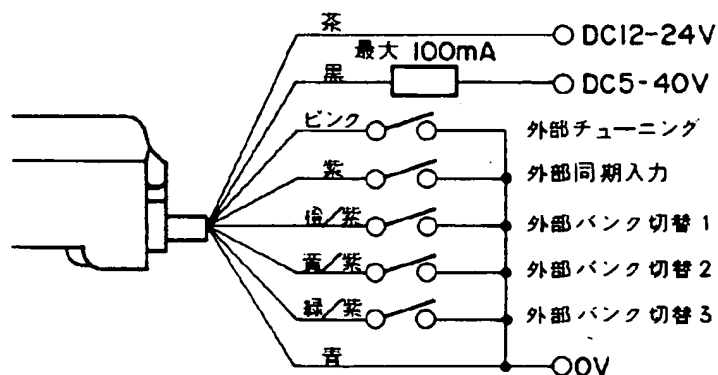 茶 DC12-24V
最大 100mA
黒 DC5-40V
ピンク 外部チューニング
紫 外部同期入力
橙/紫 外部バンク切替 1
黄/紫 外部バンク切替 2
緑/紫 外部バンク切替 3
青 0V